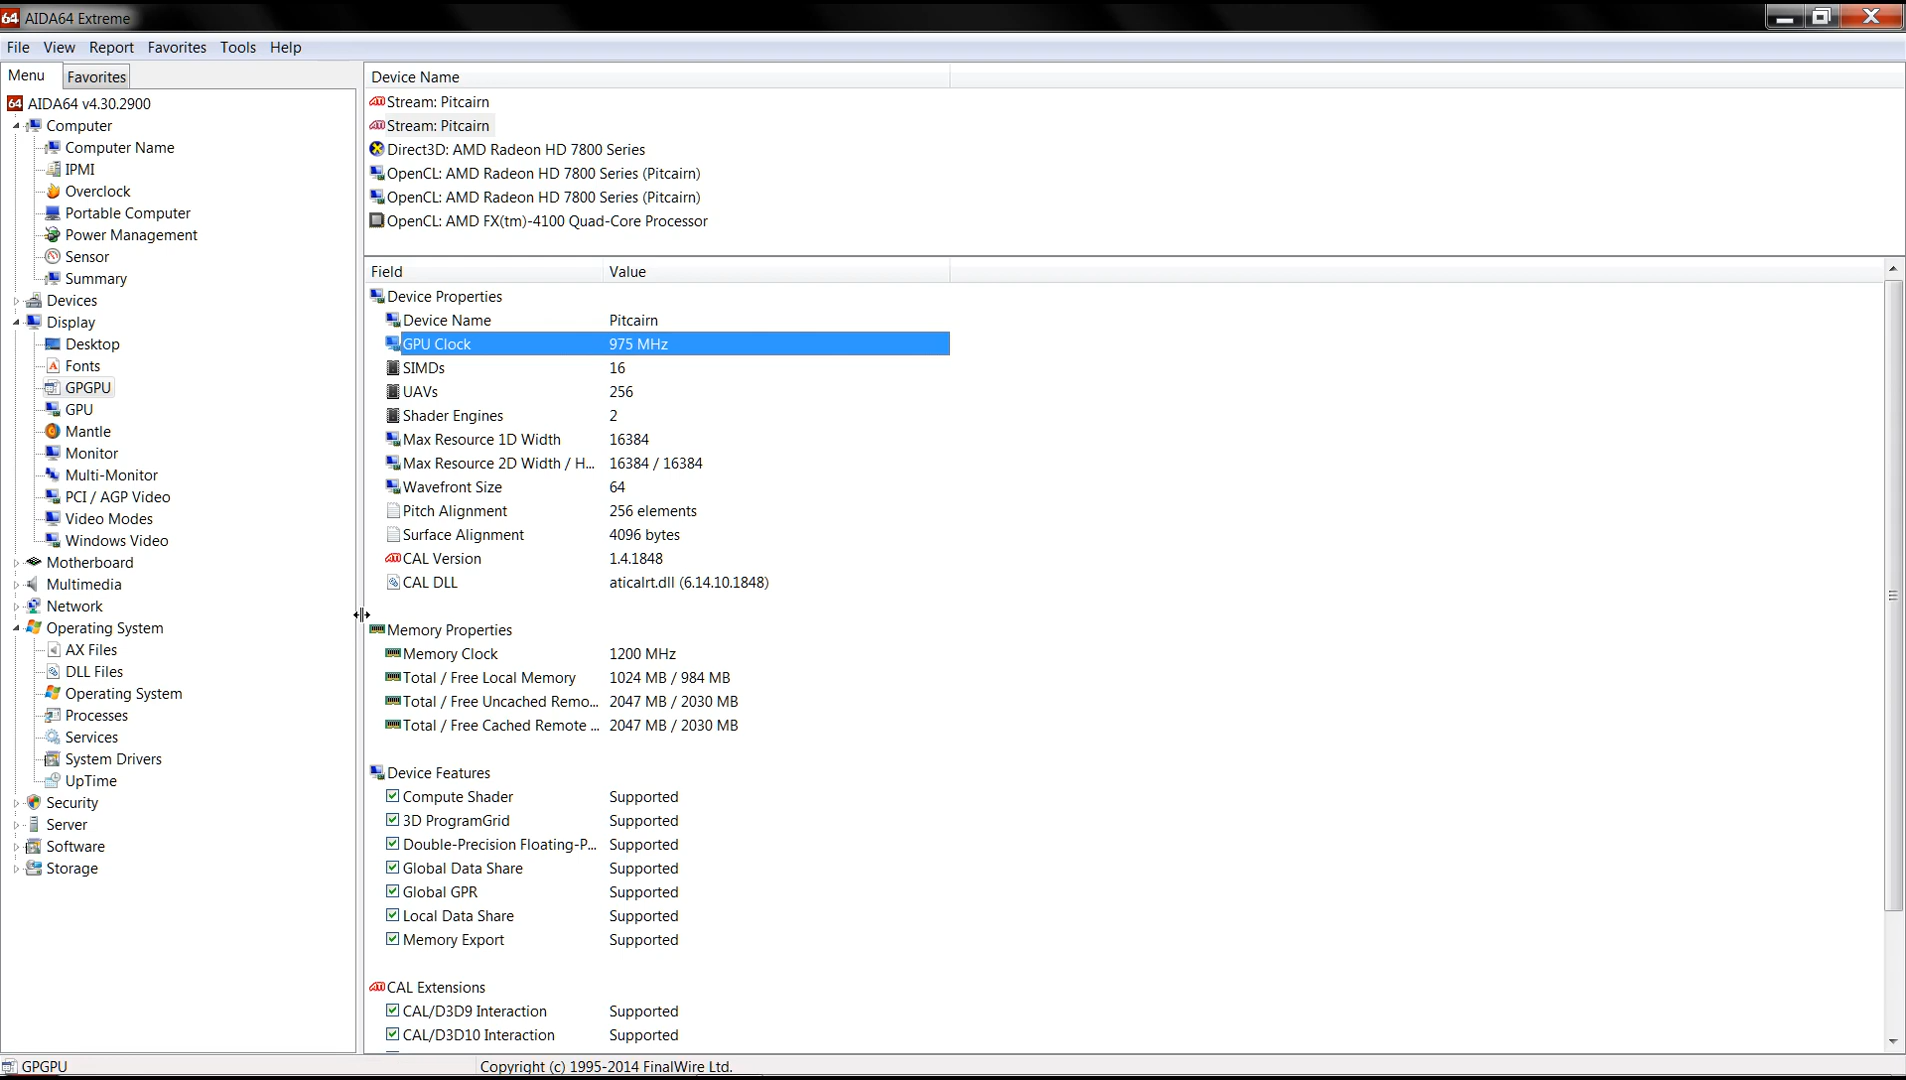 64 AIDA64 Extreme
File View Report Favorites Tools Help
Menu Favorites
64 AIDA64 v4.30.2900
Computer
Computer Name
IPMI
Overclock
Portable Computer
Power Management
Sensor
Summary
Devices
Display
Desktop
Fonts
GPGPU
GPU
Mantle
Monitor
Multi-Monitor
PCI / AGP Video
Video Modes
Windows Video
Motherboard
Multimedia
Network
Operating System
AX Files
DLL Files
Operating System
Processes
Services
System Drivers
UpTime
Security
Server
Software
Storage
Device Name
Stream: Pitcairn
Stream: Pitcairn
Direct3D: AMD Radeon HD 7800 Series
OpenCL: AMD Radeon HD 7800 Series (Pitcairn)
OpenCL: AMD Radeon HD 7800 Series (Pitcairn)
OpenCL: AMD FX(tm)-4100 Quad-Core Processor
Field Value
Device Properties
Device Name Pitcairn
GPU Clock 975 MHz
SIMDs 16
UAVs 256
Shader Engines 2
Max Resource 1D Width 16384
Max Resource 2D Width / H... 16384 / 16384
Wavefront Size 64
Pitch Alignment 256 elements
Surface Alignment 4096 bytes
CAL Version 1.4.1848
CAL DLL aticalrt.dll (6.14.10.1848)
Memory Properties
Memory Clock 1200 MHz
Total / Free Local Memory 1024 MB / 984 MB
Total / Free Uncached Remo... 2047 MB / 2030 MB
Total / Free Cached Remote ... 2047 MB / 2030 MB
Device Features
Compute Shader Supported
3D ProgramGrid Supported
Double-Precision Floating-P... Supported
Global Data Share Supported
Global GPR Supported
Local Data Share Supported
Memory Export Supported
CAL Extensions
CAL/D3D9 Interaction Supported
CAL/D3D10 Interaction Supported
GPGPU Copyright (c) 1995-2014 FinalWire Ltd.